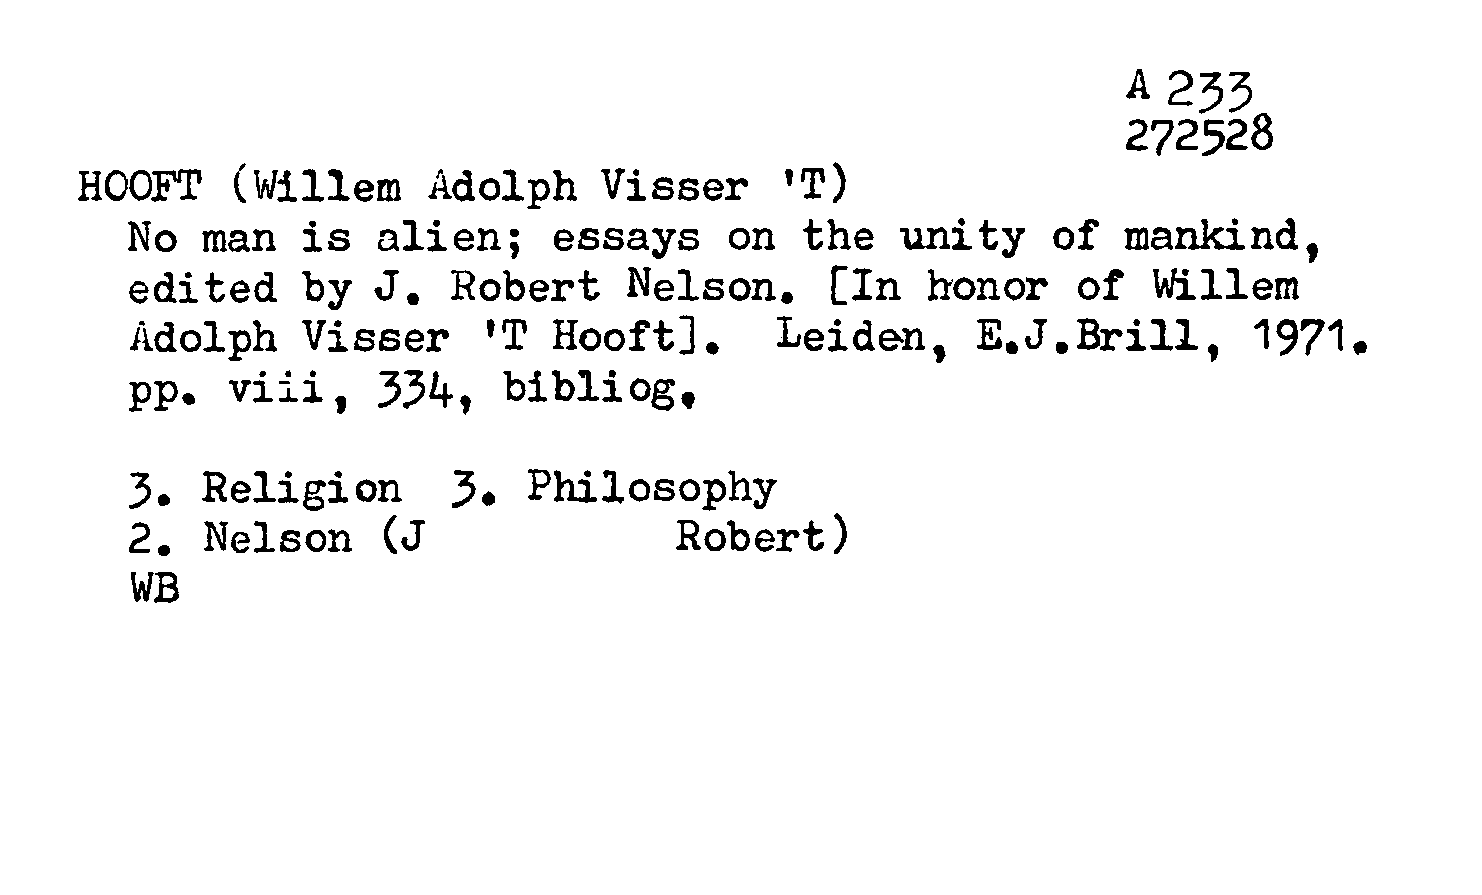 A 233
272528
HOOFT (Willem Adolph Visser 'T)
No man is alien; essays on the unity of mankind,
edited by J. Robert Nelson. [In honor of Willem
Adolph Visser 'T Hooft]. Leiden, E.J.Brill, 1971.
pp. viii, 334, bibliog.
3. Religion 3. Philosophy
2. Nelson (J Robert)
WB